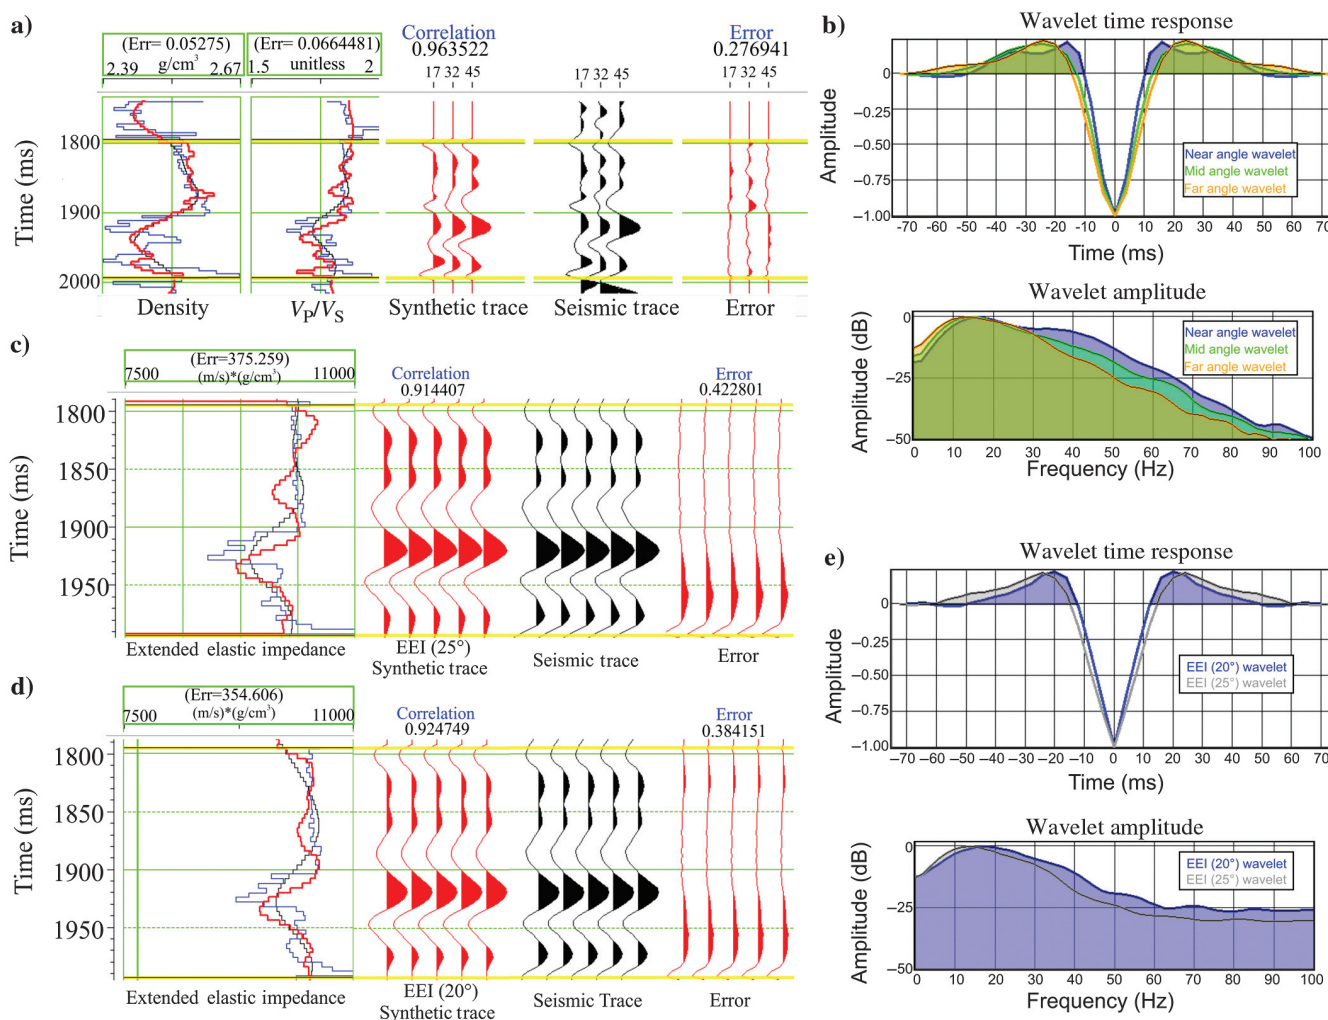 a)
(Err= 0.05275)
g/cm³
2.39 2.67
(Err= 0.0664481)
unitless
1.5 2
Correlation
0.963522
17 32 45
17 32 45
Error
0.276941
17 32 45
Time (ms)
1800
1900
2000
Density
VP/VS
Synthetic trace
Seismic trace
Error
b)
Wavelet time response
Amplitude
0
−0.25
−0.50
−0.75
−1.00
Near angle wavelet
Mid angle wavelet
Far angle wavelet
-70 -60 -50 -40 -30 -20 -10 0 10 20 30 40 50 60 70
Time (ms)
Wavelet amplitude
Amplitude (dB)
0
−25
−50
Near angle wavelet
Mid angle wavelet
Far angle wavelet
0 10 20 30 40 50 60 70 80 90 100
Frequency (Hz)
c)
(Err=375.259)
7500 (m/s)*(g/cm³) 11000
Correlation
0.914407
Error
0.422801
Time (ms)
1800
1850
1900
1950
Extended elastic impedance
EEI (25°)
Synthetic trace
Seismic trace
Error
d)
(Err=354.606)
7500 (m/s)*(g/cm³) 11000
Correlation
0.924749
Error
0.384151
Time (ms)
1800
1850
1900
1950
Extended elastic impedance
EEI (20°)
Synthetic trace
Seismic Trace
Error
e)
Wavelet time response
Amplitude
0
−0.25
−0.50
−0.75
−1.00
EEI (20°) wavelet
EEI (25°) wavelet
−70 −60 −50 −40 −30 −20 −10 0 10 20 30 40 50 60 70
Time (ms)
Wavelet amplitude
Amplitude (dB)
0
−25
−50
EEI (20°) wavelet
EEI (25°) wavelet
0 10 20 30 40 50 60 70 80 90 100
Frequency (Hz)